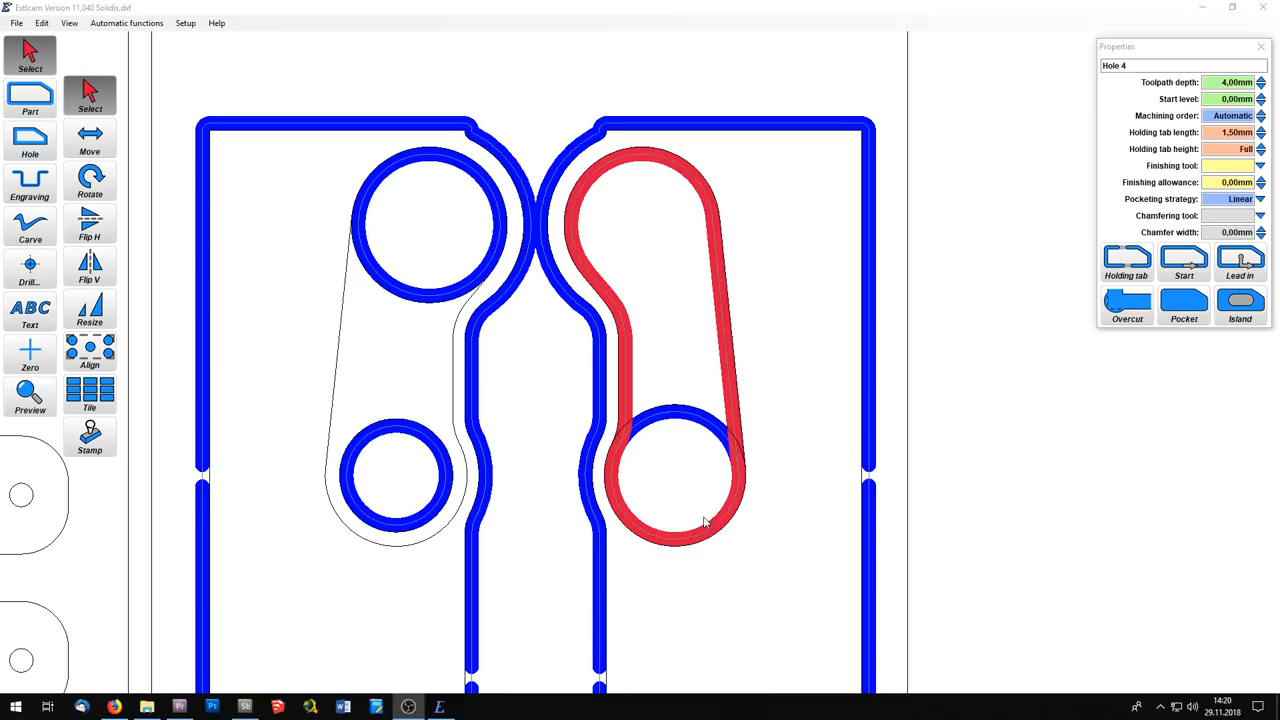 Estlcam Version 11,040 Solidis.dxf
File Edit View Automatic functions Setup Help
Select
Part
Hole
Engraving
Carve
Drill...
ABC
Text
Zero
Preview
Select
Move
Rotate
Flip H
Flip V
Resize
Align
Tile
Stamp
Properties
Hole 4
Toolpath depth: 4,00mm
Start level: 0,00mm
Machining order: Automatic
Holding tab length: 1,50mm
Holding tab height: Full
Finishing tool:
Finishing allowance: 0,00mm
Pocketing strategy: Linear
Chamfering tool:
Chamfer width: 0,00mm
Holding tab Start Lead in
Overcut Pocket Island
Pr Ps Sb W E
14:20
29.11.2018